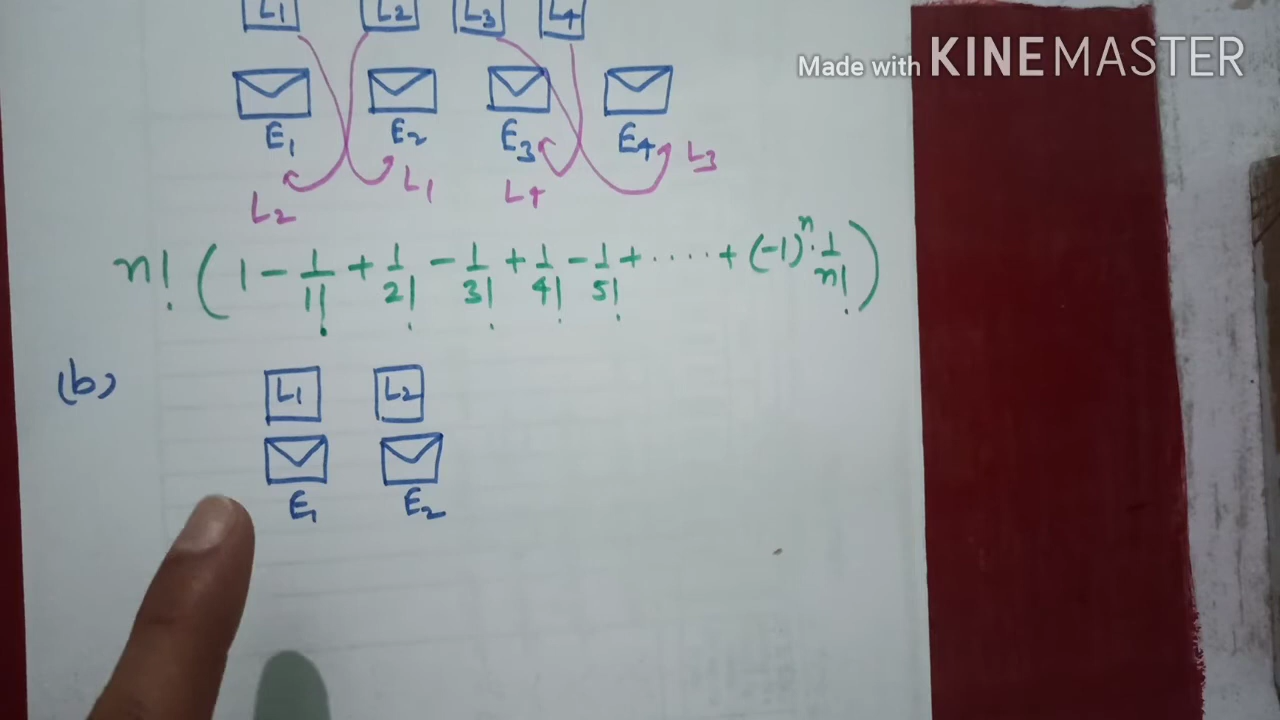 L1 L2 L3 L4
Made with KINEMASTER
E1 E2 E3 E4
L2 L1 L4 L3
n! ( 1 - 1/1! + 1/2! - 1/3! + 1/4! - 1/5! + ..... + (-1)^n . 1/n! )
(b)
L1 L2
E1 E2